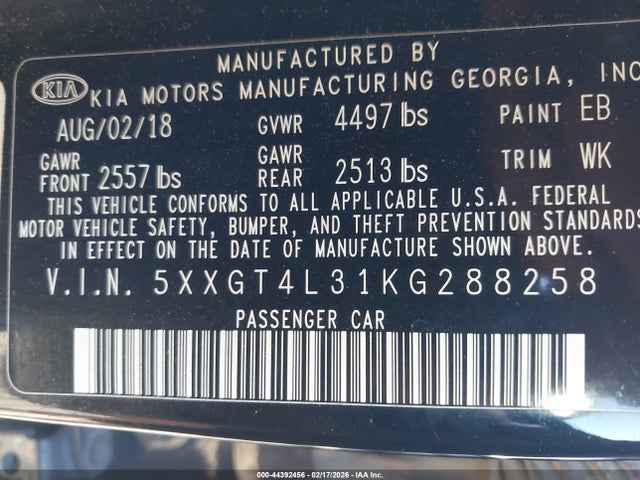 MANUFACTURED BY
KIA KIA MOTORS MANUFACTURING GEORGIA, INC
AUG/02/18 GVWR 4497 lbs PAINT EB
GAWR FRONT 2557 lbs GAWR REAR 2513 lbs TRIM WK
THIS VEHICLE CONFORMS TO ALL APPLICABLE U.S.A. FEDERAL
MOTOR VEHICLE SAFETY, BUMPER, AND THEFT PREVENTION STANDARDS
IN EFFECT ON THE DATE OF MANUFACTURE SHOWN ABOVE.
V.I.N. 5XXGT4L31KG288258
PASSENGER CAR
000-44392456 - 02/17/2026 - IAA Inc.